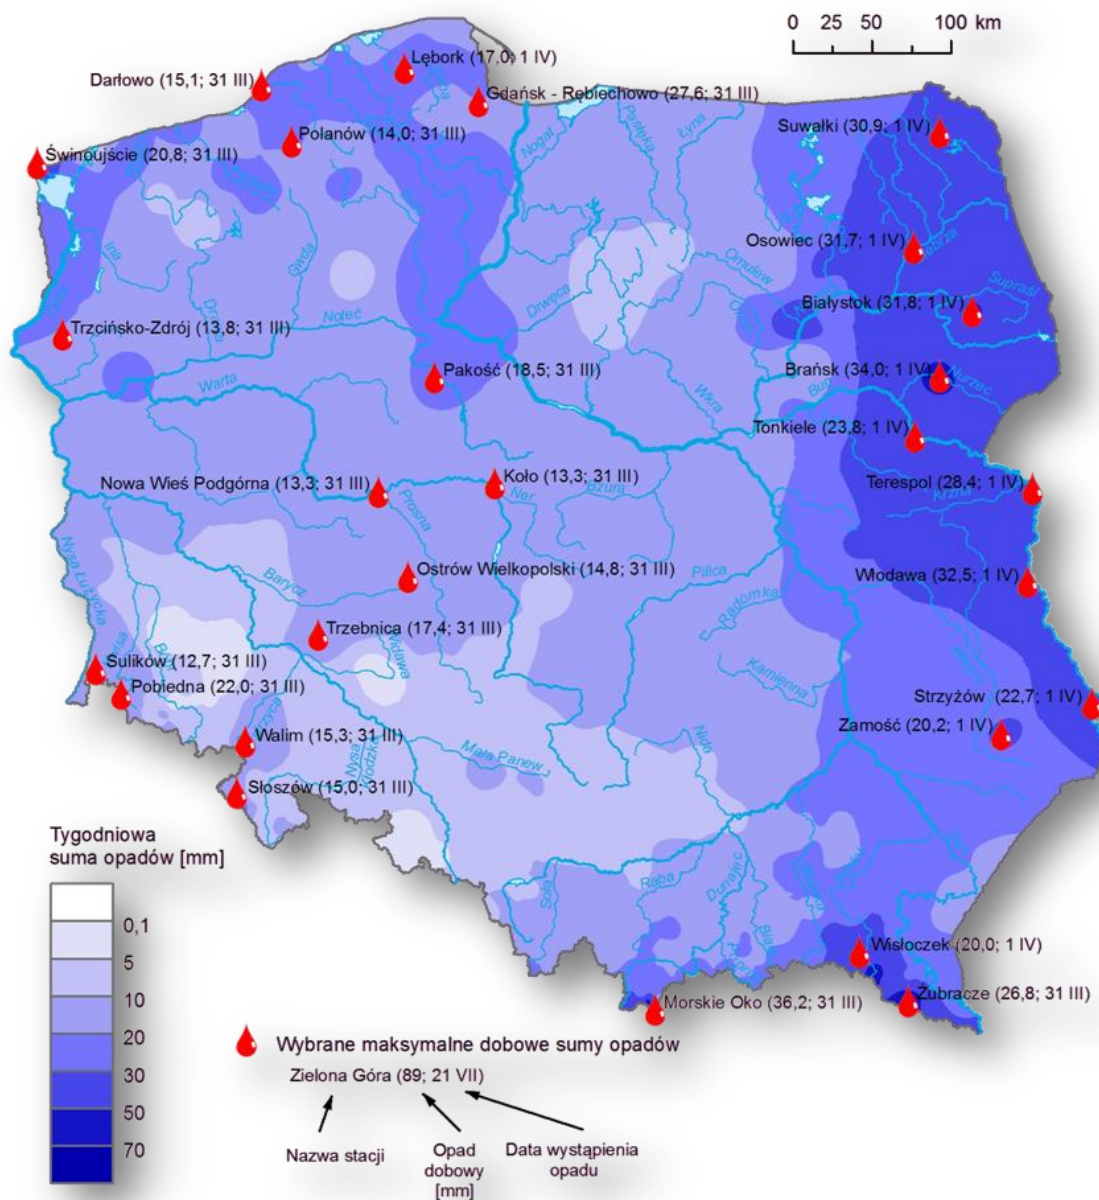 0 25 50 100 km
Lębork (17,0; 1 IV)
Darłowo (15,1; 31 III)
Gdańsk - Rębiechowo (27,6; 31 III)
Suwałki (30,9; 1 IV)
Polanów (14,0; 31 III)
Świnoujście (20,8; 31 III)
Pasłęka
Łyna
Nogat
Osowiec (31,7; 1 IV)
Ina
Gwda
Omulew
Supraśl
Drwęca
Białystok (31,8; 1 IV)
Noteć
Trzcińsko-Zdrój (13,8; 31 III)
Pakość (18,5; 31 III)
Brańsk (34,0; 1 IV)
Warta
Wkra
Bug
Nurzec
Tonkiele (23,8; 1 IV)
Nowa Wieś Podgórna (13,3; 31 III)
Koło (13,3; 31 III)
Terespol (28,4; 1 IV)
Ner
Bzura
Krzna
Prosna
Nysa Łużycka
Barycz
Ostrów Wielkopolski (14,8; 31 III)
Pilica
Włodawa (32,5; 1 IV)
Radomka
Trzebnica (17,4; 31 III)
Widawa
Sulików (12,7; 31 III)
Kamienna
Pobiedna (22,0; 31 III)
Strzyżów (22,7; 1 IV)
Zamość (20,2; 1 IV)
Walim (15,3; 31 III)
Nida
Mała Panew
Nysa
Kłodzka
Słoszów (15,0; 31 III)
Tygodniowa
suma opadów [mm]
Soła
Raba
Dunajec
0,1
5
10
20
30
50
70
Wisłoczek (20,0; 1 IV)
Żubracze (26,8; 31 III)
Morskie Oko (36,2; 31 III)
Wybrane maksymalne dobowe sumy opadów
Zielona Góra (89; 21 VII)
Nazwa stacji
Opad
dobowy
[mm]
Data wystąpienia
opadu